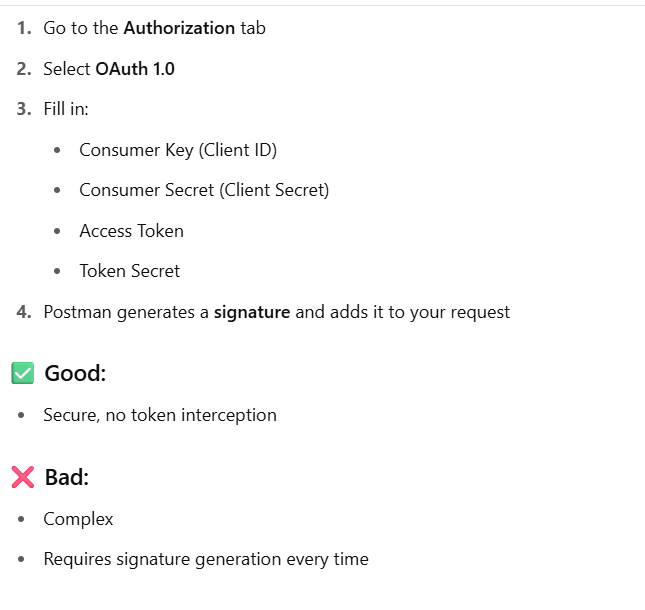 1. Go to the Authorization tab
2. Select OAuth 1.0
3. Fill in:
• Consumer Key (Client ID)
• Consumer Secret (Client Secret)
• Access Token
• Token Secret
4. Postman generates a signature and adds it to your request
✅ Good:
• Secure, no token interception
❌ Bad:
• Complex
• Requires signature generation every time